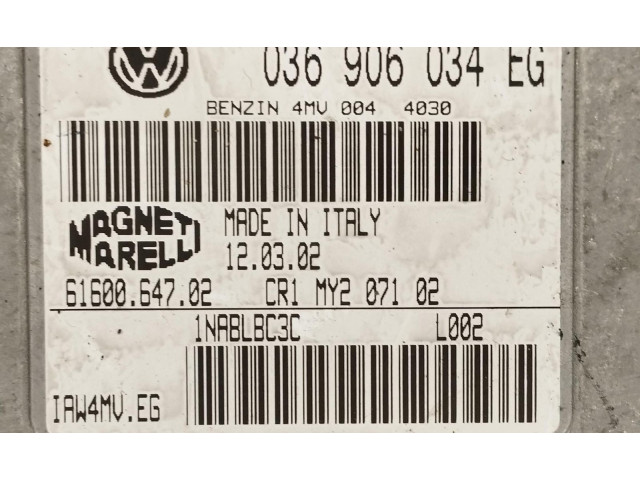 036 906 034 EG
BENZIN 4MV 004 4030
MAGNETI MARELLI
MADE IN ITALY
12.03.02
61600.647.02 CR1 MY2 071 02
1NABLBC3C L002
IAW4MV.EG